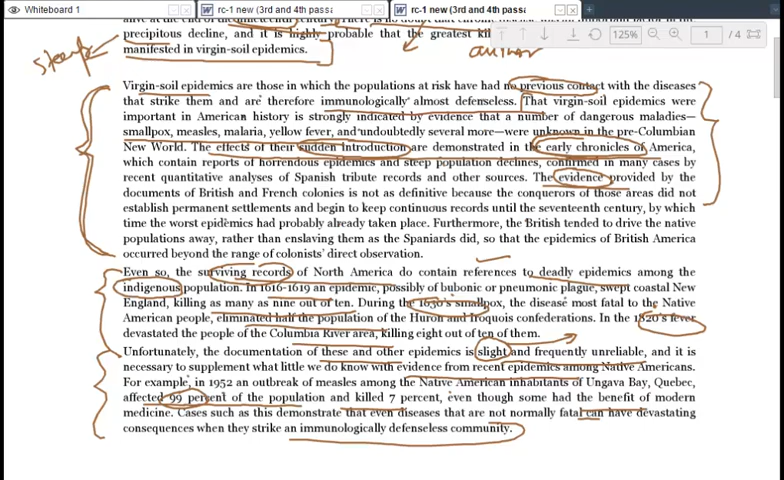 Whiteboard 1
rc-1 new (3rd and 4th passa
rc-1 new (3rd and 4th passa
125%
1
/ 4
precipitous decline, and it is highly probable that the greatest kil
manifested in virgin-soil epidemics.
steep
author
Virgin-soil epidemics are those in which the populations at risk have had no previous contact with the diseases
that strike them and are therefore immunologically almost defenseless. That virgin-soil epidemics were
important in American history is strongly indicated by evidence that a number of dangerous maladies—
smallpox, measles, malaria, yellow fever, and undoubtedly several more—were unknown in the pre-Columbian
New World. The effects of their sudden introduction are demonstrated in the early chronicles of America,
which contain reports of horrendous epidemics and steep population declines, confirmed in many cases by
recent quantitative analyses of Spanish tribute records and other sources. The evidence provided by the
documents of British and French colonies is not as definitive because the conquerors of those areas did not
establish permanent settlements and begin to keep continuous records until the seventeenth century, by which
time the worst epidemics had probably already taken place. Furthermore, the British tended to drive the native
populations away, rather than enslaving them as the Spaniards did, so that the epidemics of British America
occurred beyond the range of colonists' direct observation.
Even so, the surviving records of North America do contain references to deadly epidemics among the
indigenous population. In 1616-1619 an epidemic, possibly of bubonic or pneumonic plague, swept coastal New
England, killing as many as nine out of ten. During the 1630's smallpox, the disease most fatal to the Native
American people, eliminated half the population of the Huron and Iroquois confederations. In the 1820's fever
devastated the people of the Columbia River area, killing eight out of ten of them.
Unfortunately, the documentation of these and other epidemics is slight and frequently unreliable, and it is
necessary to supplement what little we do know with evidence from recent epidemics among Native Americans.
For example, in 1952 an outbreak of measles among the Native American inhabitants of Ungava Bay, Quebec,
affected 99 percent of the population and killed 7 percent, even though some had the benefit of modern
medicine. Cases such as this demonstrate that even diseases that are not normally fatal can have devastating
consequences when they strike an immunologically defenseless community.